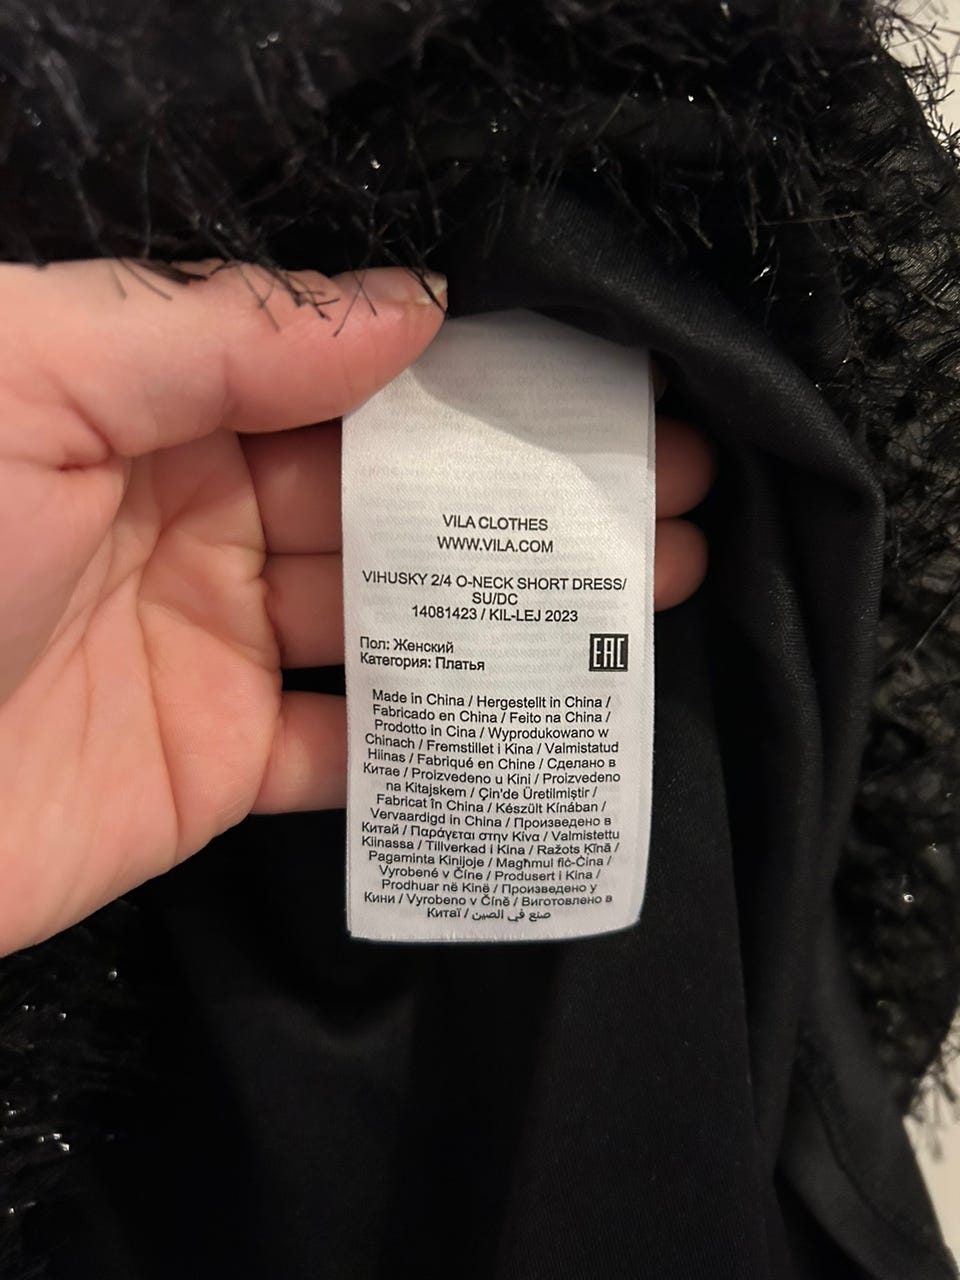 VILA CLOTHES
WWW.VILA.COM
VIHUSKY 2/4 O-NECK SHORT DRESS/
SU/DC
14081423 / KIL-LEJ 2023
Пол: Женский
Категория: Платья
EAC
Made in China / Hergestellt in China /
Fabricado en China / Feito na China /
Prodotto in Cina / Wyprodukowano w
Chinach / Fremstillet i Kina / Valmistatud
Hiinas / Fabriqué en Chine / Сделано в
Китае / Proizvedeno u Kini / Proizvedeno
na Kitajskem / Çin'de Üretilmiştir /
Fabricat în China / Készült Kínában /
Vervaardigd in China / Произведено в
Китай / Παράγεται στην Κίνα / Valmistettu
Kiinassa / Tillverkad i Kina / Ražots Ķīnā /
Pagaminta Kinijoje / Magħmul fiċ-Ċina /
Vyrobené v Číne / Produsert i Kina /
Prodhuar në Kinë / Произведено у
Кини / Vyrobeno v Číně / Виготовлено в
Китаї / صنع في الصين